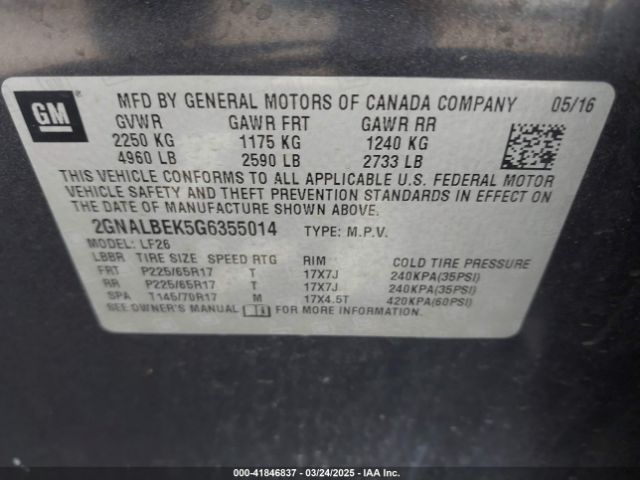 GM
MFD BY GENERAL MOTORS OF CANADA COMPANY 05/16
GVWR GAWR FRT GAWR RR
2250 KG 1175 KG 1240 KG
4960 LB 2590 LB 2733 LB
THIS VEHICLE CONFORMS TO ALL APPLICABLE U.S. FEDERAL MOTOR
VEHICLE SAFETY AND THEFT PREVENTION STANDARDS IN EFFECT ON
THE DATE OF MANUFACTURE SHOWN ABOVE.
2GNALBEK5G6355014 TYPE: M.P.V.
MODEL: LF26
LBBR TIRE SIZE SPEED RTG RIM COLD TIRE PRESSURE
FRT P225/65R17 T 17X7J 240KPA(35PSI)
RR P225/65R17 T 17X7J 240KPA(35PSI)
SPA T145/70R17 M 17X4.5T 420KPA(60PSI)
SEE OWNER'S MANUAL FOR MORE INFORMATION.
000-41846837 - 03/24/2025 - IAA Inc.